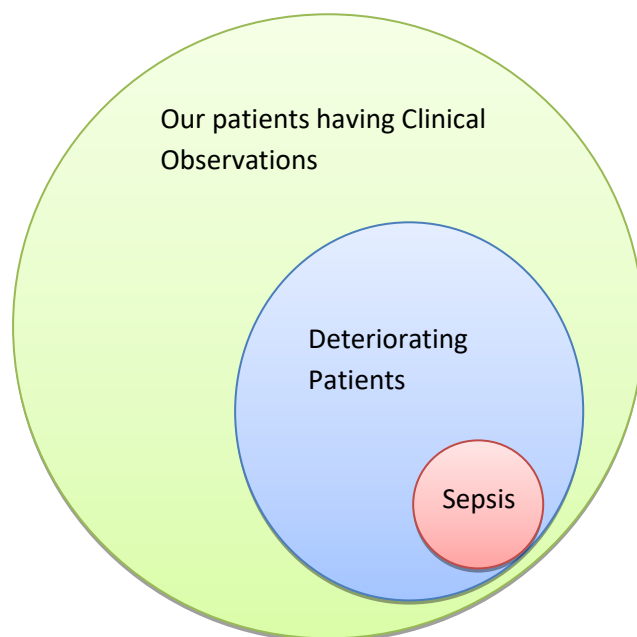 Our patients having Clinical
Observations
Deteriorating
Patients
Sepsis